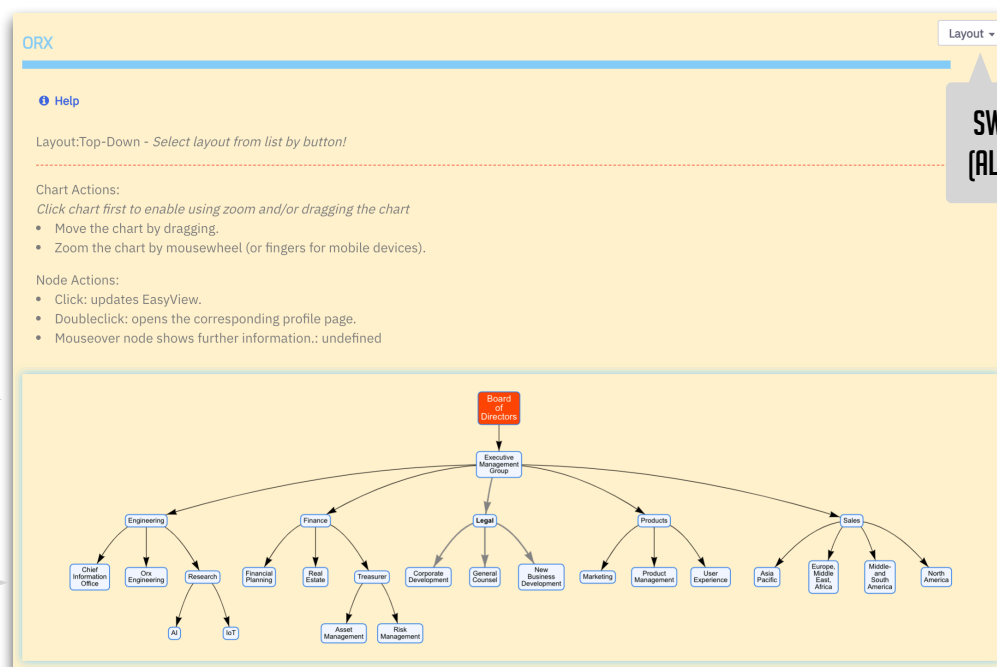 ORX
Layout
Help
Layout:Top-Down - Select layout from list by button!
Chart Actions:
Click chart first to enable using zoom and/or dragging the chart
Move the chart by dragging.
Zoom the chart by mousewheel (or fingers for mobile devices).
Node Actions:
Click: updates EasyView.
Doubleclick: opens the corresponding profile page.
Mouseover node shows further information.: undefined
Board
of
Directors
Executive
Management
Group
Engineering
Finance
Legal
Products
Sales
Chief
Information
Office
Orx
Engineering
Research
Financial
Planning
Real
Estate
Treasurer
Corporate
Development
General
Counsel
New
Business
Development
Marketing
Product
Management
User
Experience
Asia
Pacific
Europe,
Middle
East,
Africa
Middle-
and
South
America
North
America
AI
IoT
Asset
Management
Risk
Management